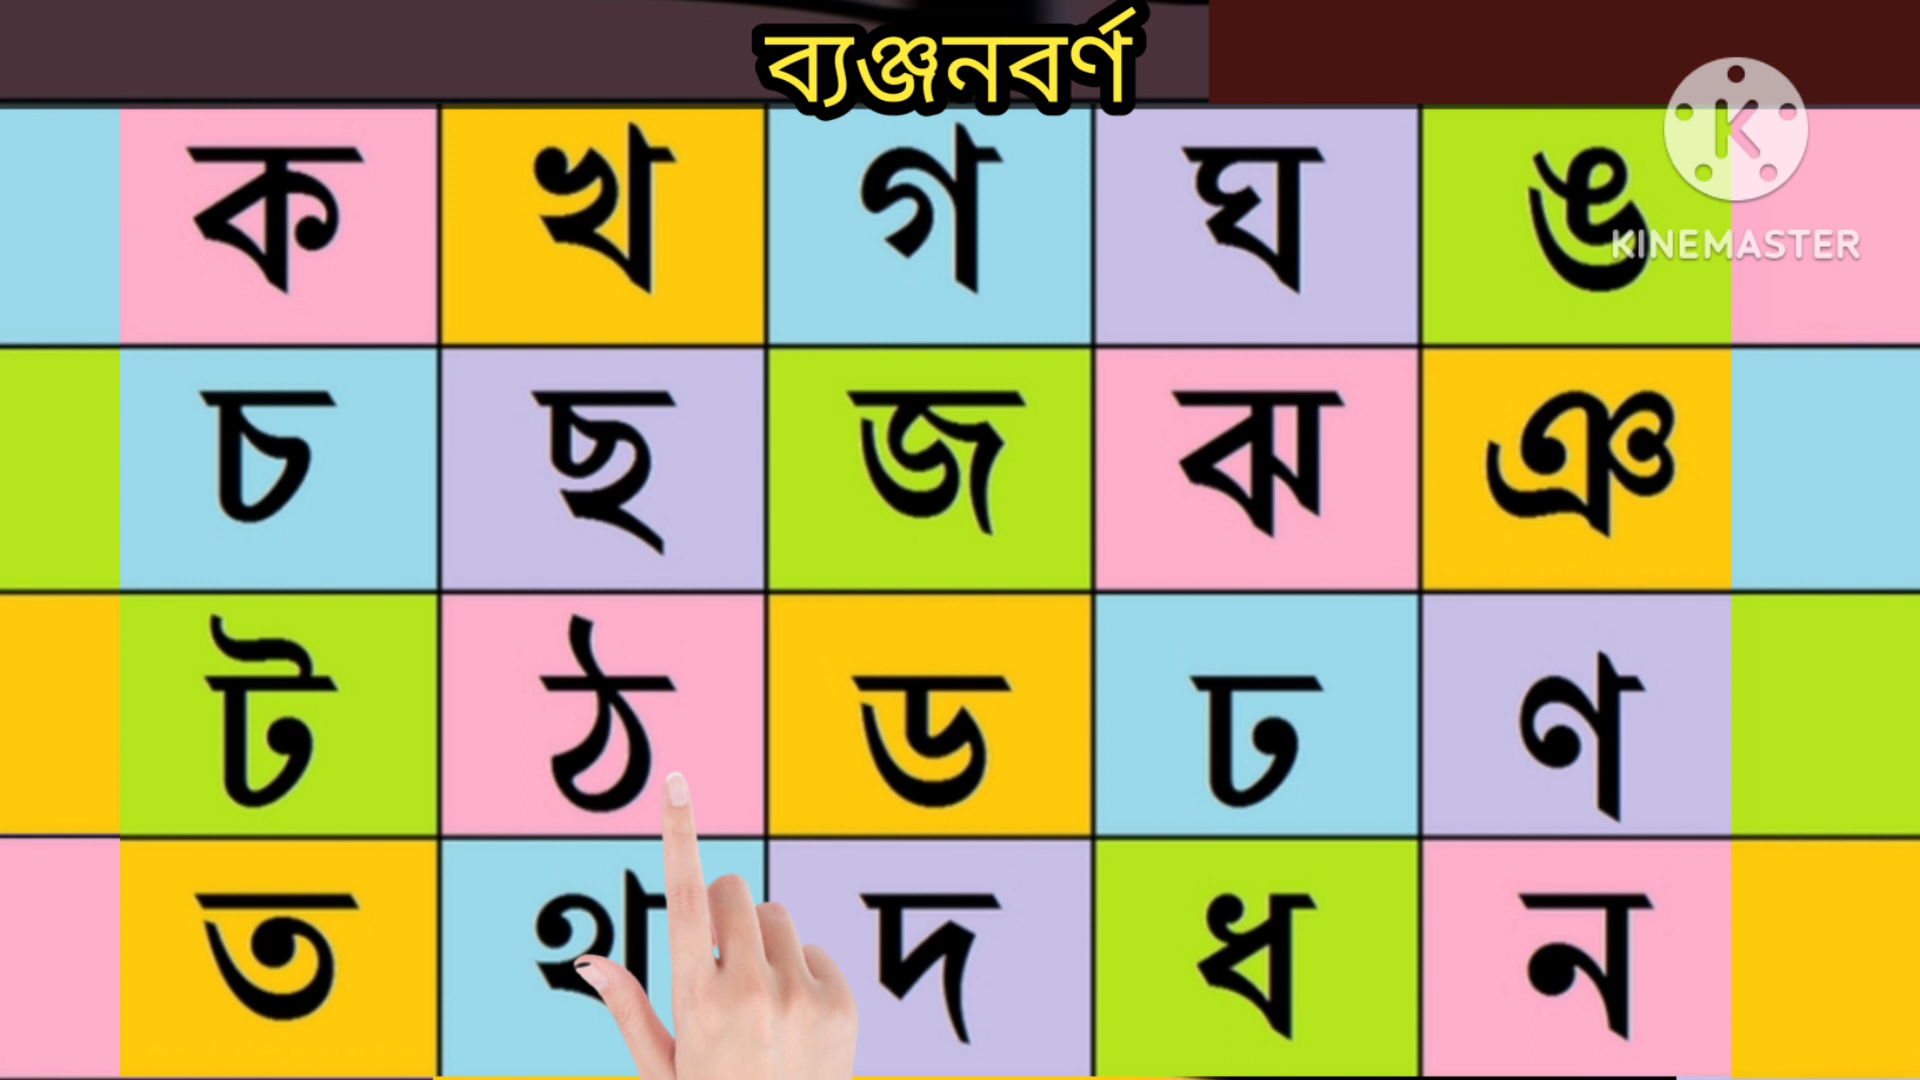 ব্যঞ্জনবর্ণ
ক খ গ ঘ ঙ
KINEMASTER
চ ছ জ ঝ ঞ
ট ঠ ড ঢ ণ
ত থ দ ধ ন